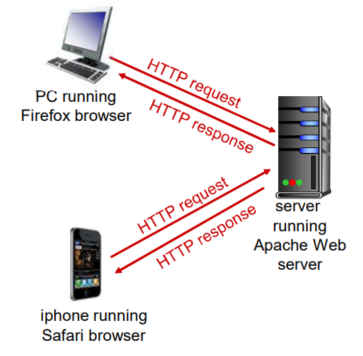 HTTP request
HTTP response
PC running
Firefox browser
HTTP request
HTTP response
server
running
Apache Web
server
iphone running
Safari browser